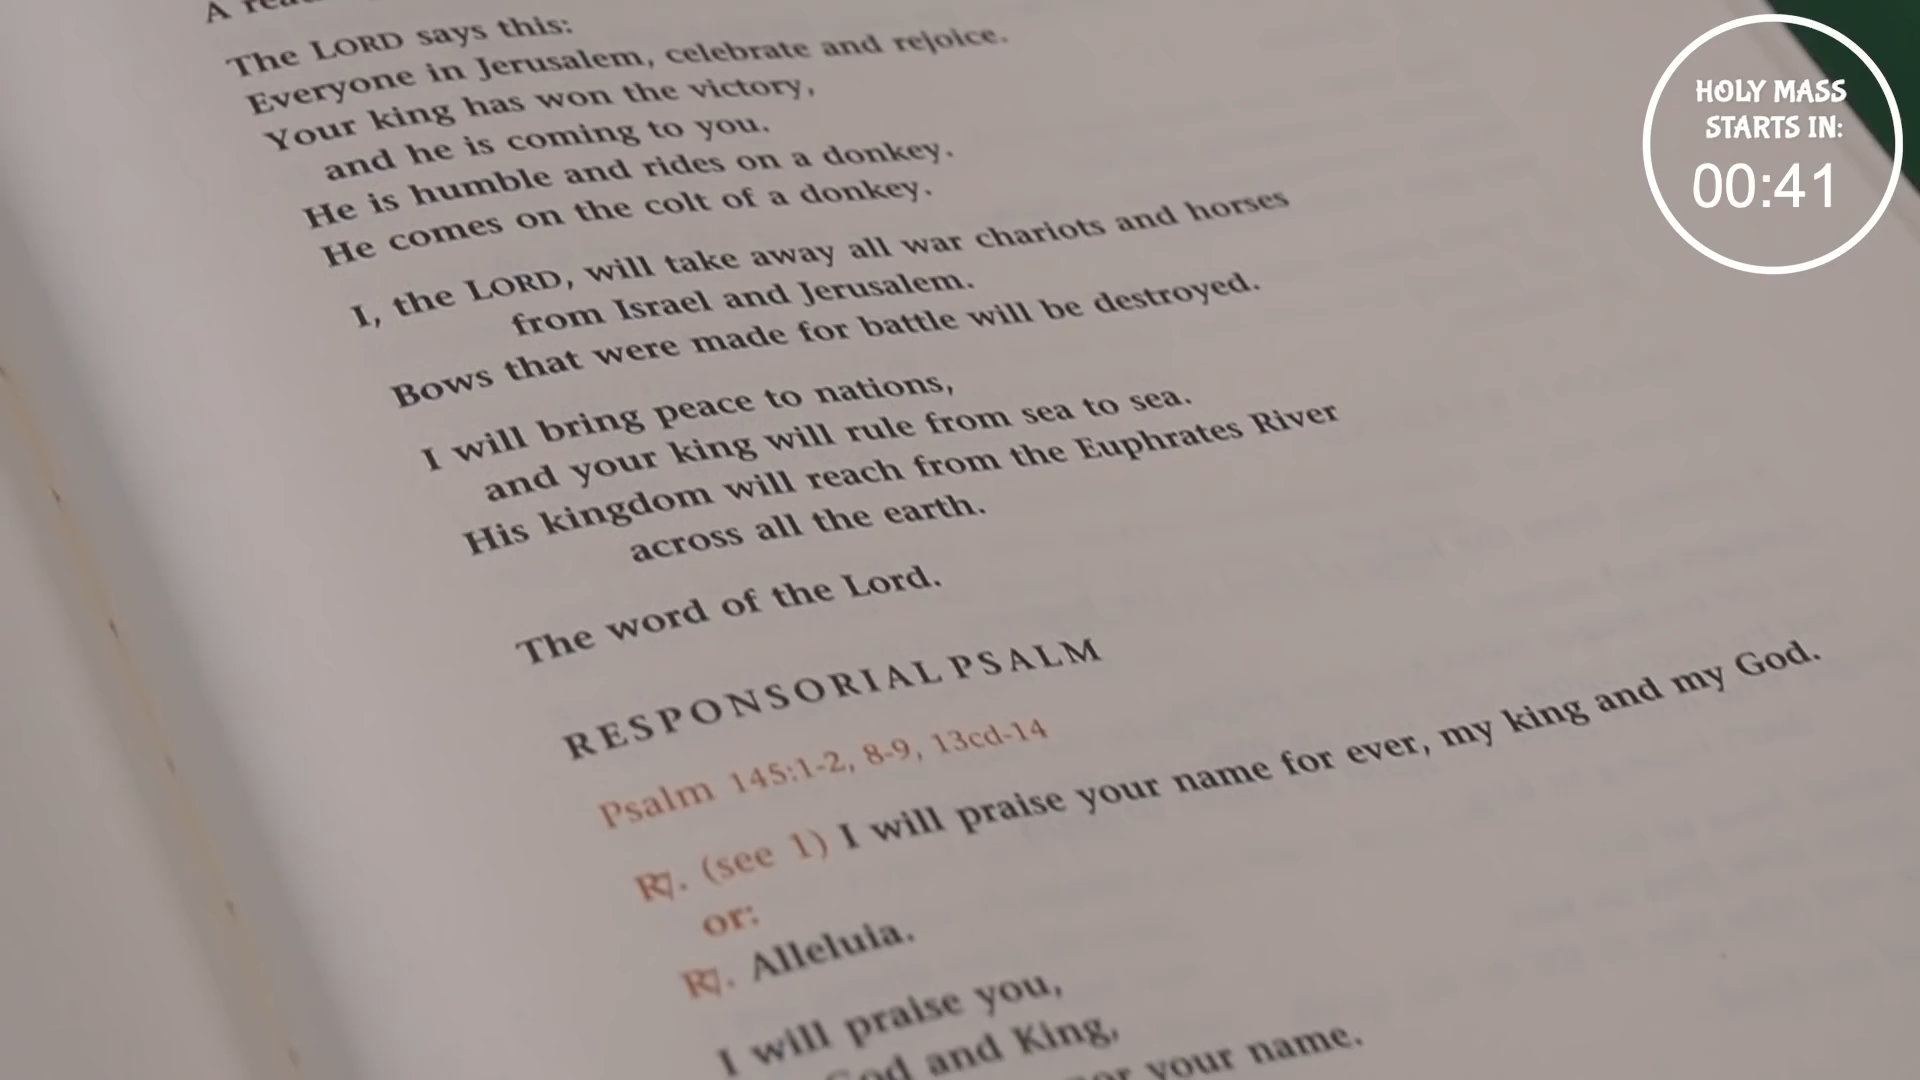 A
The LORD says this:
Everyone in Jerusalem, celebrate and rejoice.
Your king has won the victory,
and he is coming to you.
He is humble and rides on a donkey.
He comes on the colt of a donkey.
I, the LORD, will take away all war chariots and horses
from Israel and Jerusalem.
Bows that were made for battle will be destroyed.
I will bring peace to nations,
and your king will rule from sea to sea.
His kingdom will reach from the Euphrates River
across all the earth.
The word of the Lord.
RESPONSORIAL PSALM
Psalm 145:1-2, 8-9, 13cd-14
℟. (see 1) I will praise your name for ever, my king and my God.
or:
℟. Alleluia.
I will praise you,
God and King,
your name.
HOLY MASS
STARTS IN:
00:41